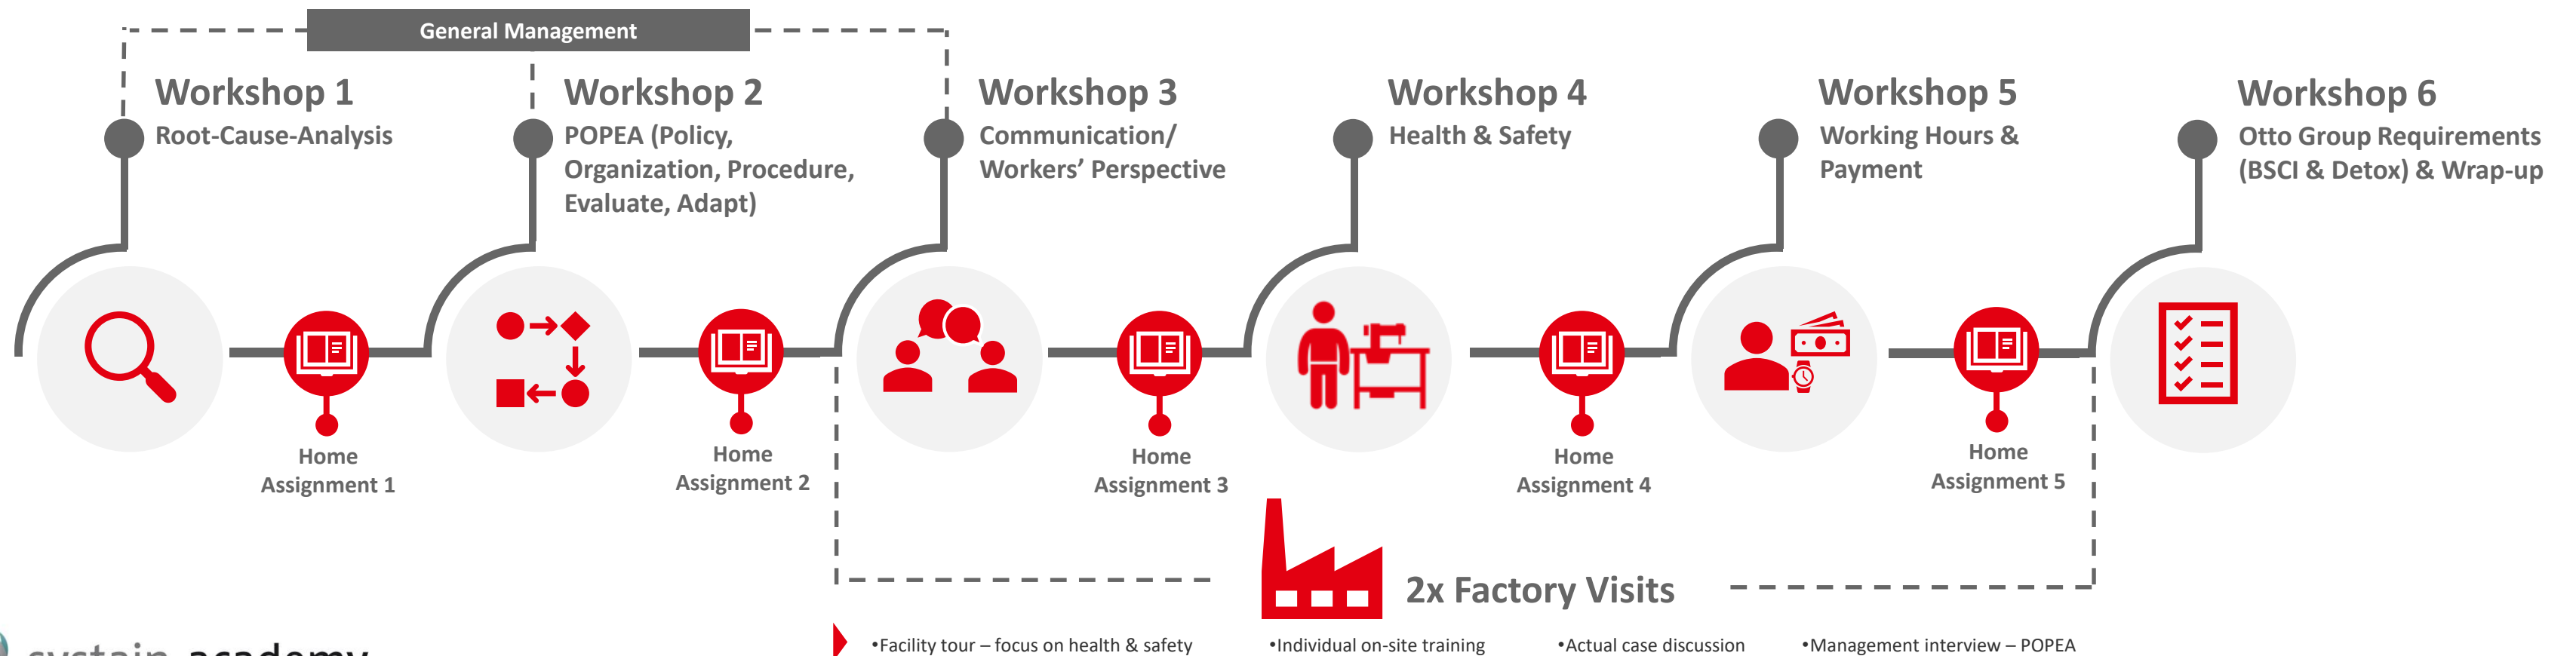 General Management
Workshop 1
Root-Cause-Analysis
Workshop 2
POPEA (Policy,
Organization, Procedure,
Evaluate, Adapt)
Workshop 3
Communication/
Workers’ Perspective
Workshop 4
Health & Safety
Workshop 5
Working Hours &
Payment
Workshop 6
Otto Group Requirements
(BSCI & Detox) & Wrap-up
Home
Assignment 1
Home
Assignment 2
Home
Assignment 3
Home
Assignment 4
Home
Assignment 5
2x Factory Visits
•Facility tour – focus on health & safety
•Individual on-site training
•Actual case discussion
•Management interview – POPEA
systain academy